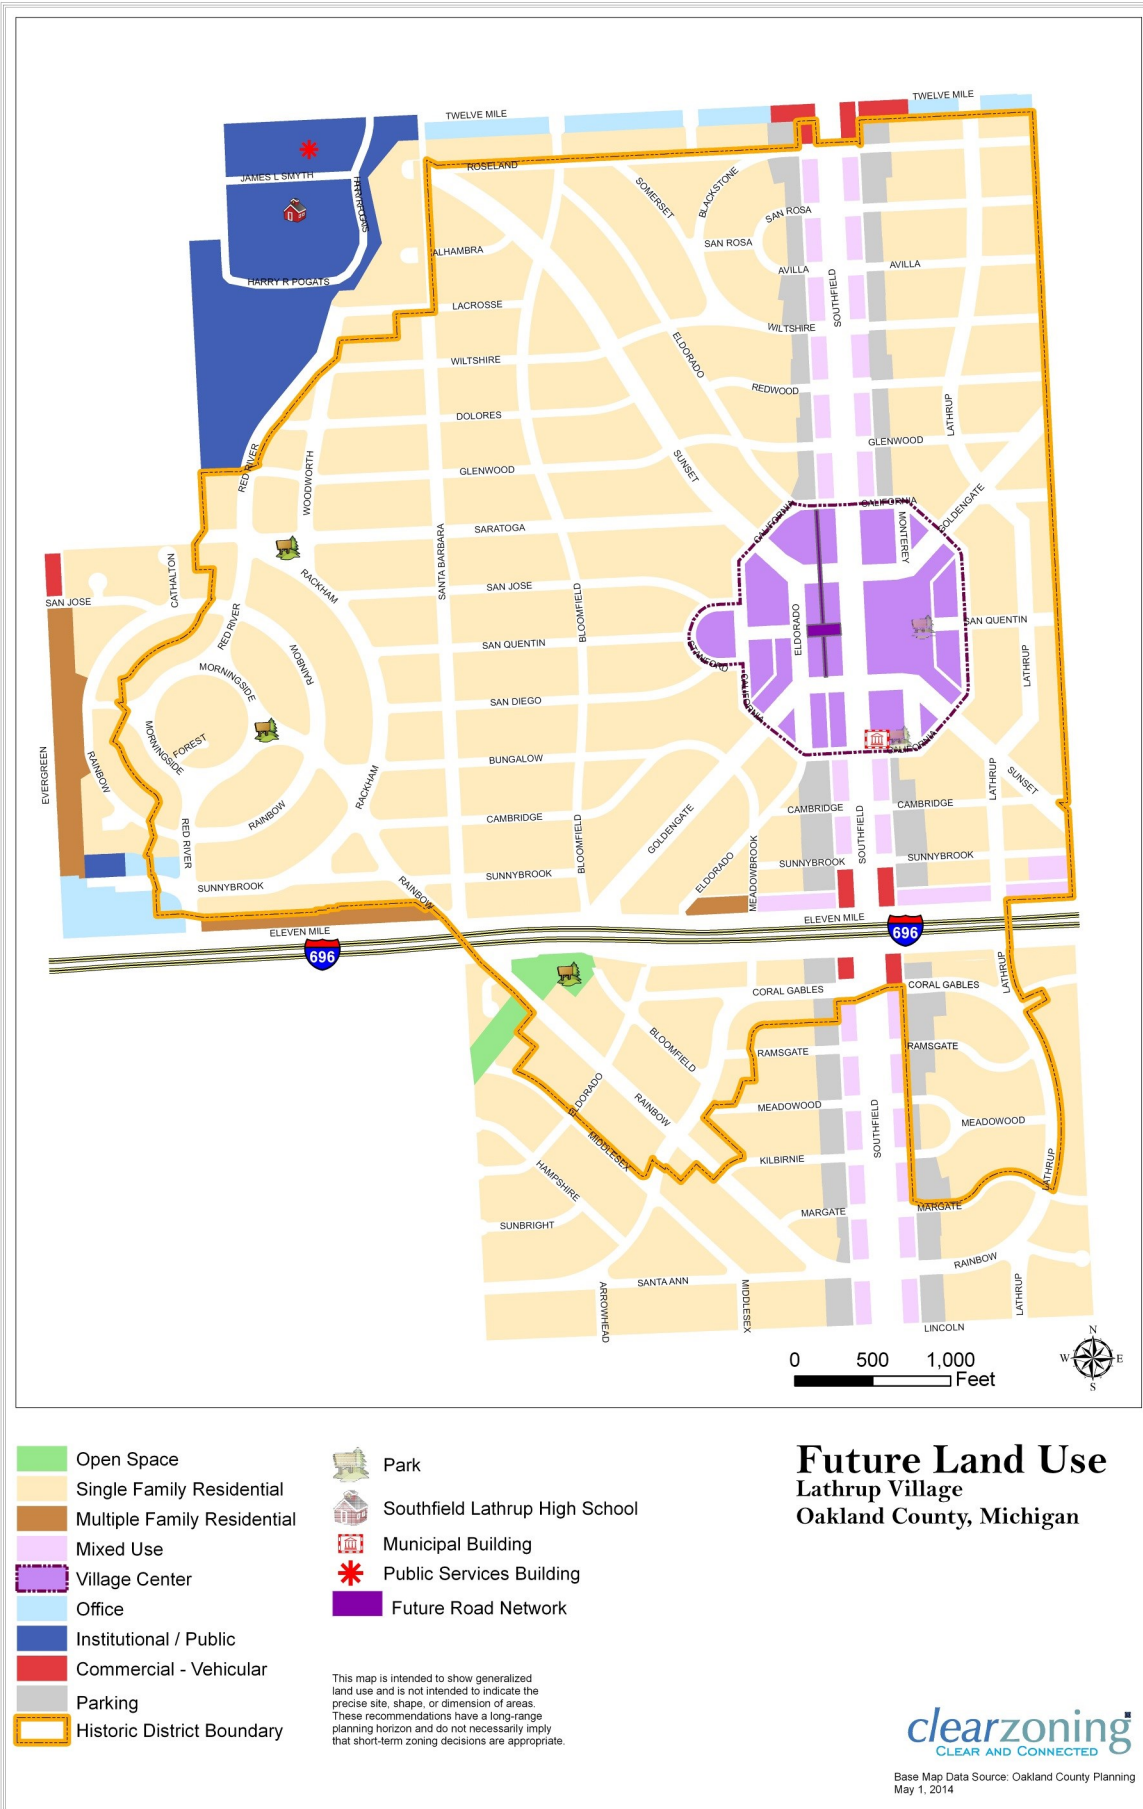 TWELVE MILE
TWELVE MILE
ROSELAND
JAMES L SMYTH
HARRY R POGATS
SOMERSET
BLACKSTONE
SAN ROSA
SAN ROSA
ALHAMBRA
AVILLA
AVILLA
HARRY R POGATS
SOUTHFIELD
LACROSSE
WILTSHIRE
WILTSHIRE
ELDORADO
REDWOOD
DOLORES
LATHRUP
GLENWOOD
GLENWOOD
RED RIVER
WOODWORTH
SUNSET
CALIFORNIA
CALIFORNIA
GOLDENGATE
MONTEREY
SARATOGA
SANTA BARBARA
CATHALTON
RACKHAM
SAN JOSE
SAN JOSE
BLOOMFIELD
RED RIVER
ELDORADO
SAN QUENTIN
SAN QUENTIN
STANFORD
RAINBOW
LATHRUP
MORNINGSIDE
CALIFORNIA
SAN DIEGO
MORNINGSIDE
FOREST
CALIFORNIA
BUNGALOW
EVERGREEN
RAINBOW
RACKHAM
LATHRUP
SUNSET
RAINBOW
CAMBRIDGE
CAMBRIDGE
CAMBRIDGE
GOLDENGATE
SOUTHFIELD
RED RIVER
BLOOMFIELD
ELDORADO
MEADOWBROOK
SUNNYBROOK
SUNNYBROOK
SUNNYBROOK
SUNNYBROOK
RAINBOW
ELEVEN MILE
ELEVEN MILE
696
696
LATHRUP
CORAL GABLES
CORAL GABLES
BLOOMFIELD
RAMSGATE
RAMSGATE
ELDORADO
RAINBOW
MEADOWOOD
MEADOWOOD
SOUTHFIELD
MIDDLESEX
KILBIRNIE
HAMPSHIRE
LATHRUP
MARGATE
MARGATE
SUNBRIGHT
RAINBOW
SANTA ANN
ARROWHEAD
MIDDLESEX
LATHRUP
LINCOLN
N
W E
S
0 500 1,000
Feet
Open Space
Single Family Residential
Multiple Family Residential
Mixed Use
Village Center
Office
Institutional / Public
Commercial - Vehicular
Parking
Historic District Boundary
Park
Southfield Lathrup High School
Municipal Building
Public Services Building
Future Road Network
This map is intended to show generalized
land use and is not intended to indicate the
precise site, shape, or dimension of areas.
These recommendations have a long-range
planning horizon and do not necessarily imply
that short-term zoning decisions are appropriate.
Future Land Use
Lathrup Village
Oakland County, Michigan
clearzoning
CLEAR AND CONNECTED
Base Map Data Source: Oakland County Planning
May 1, 2014